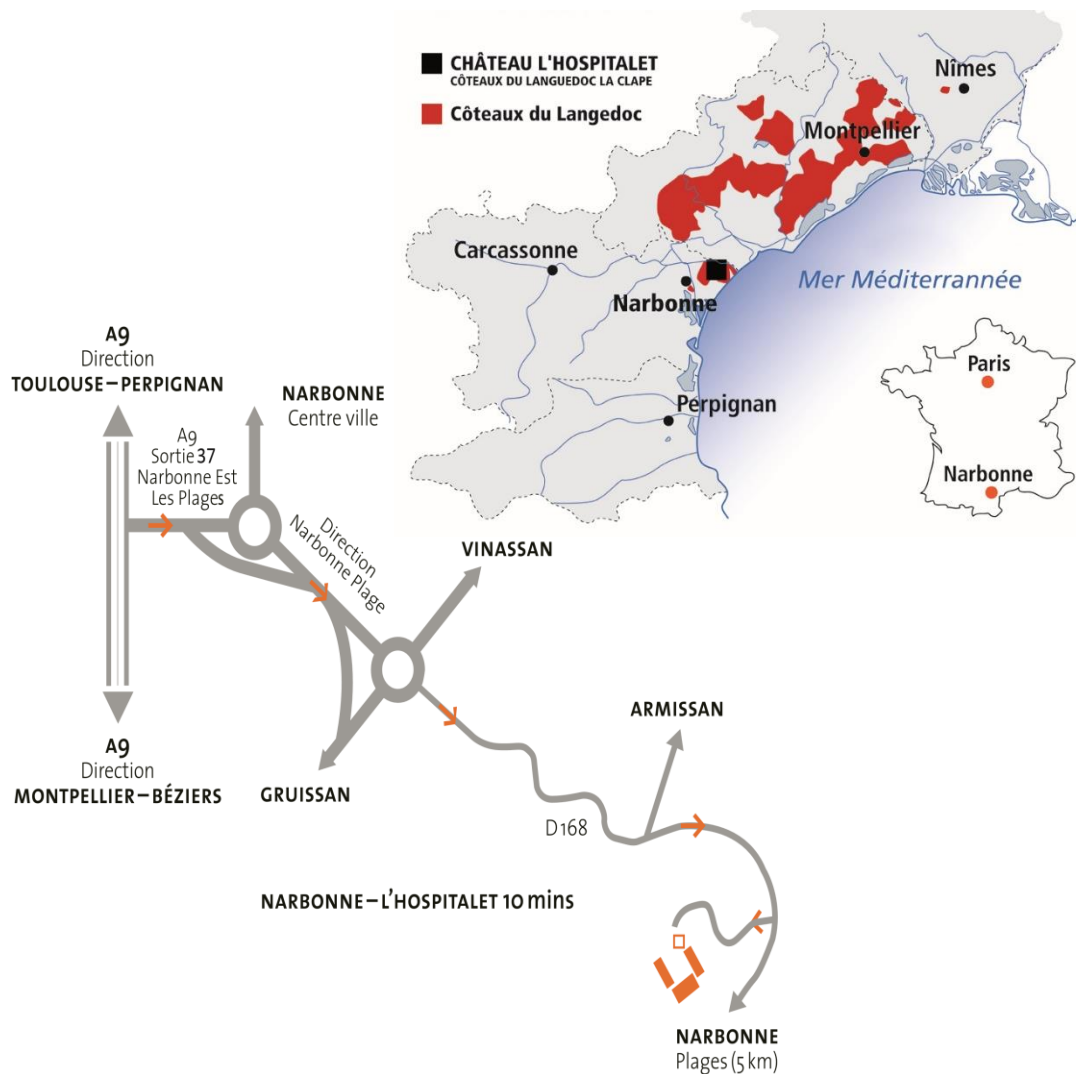 CHÂTEAU L'HOSPITALET
CÔTEAUX DU LANGUEDOC LA CLAPE
Côteaux du Langedoc
Nîmes
Montpellier
Carcassonne
Narbonne
Mer Méditerrannée
Perpignan
Paris
Narbonne
A9
Direction
TOULOUSE–PERPIGNAN
NARBONNE
Centre ville
A9
Sortie 37
Narbonne Est
Les Plages
Direction
Narbonne Plage
VINASSAN
A9
Direction
MONTPELLIER–BÉZIERS
GRUISSAN
ARMISSAN
D168
NARBONNE–L'HOSPITALET 10 mins
NARBONNE
Plages (5 km)